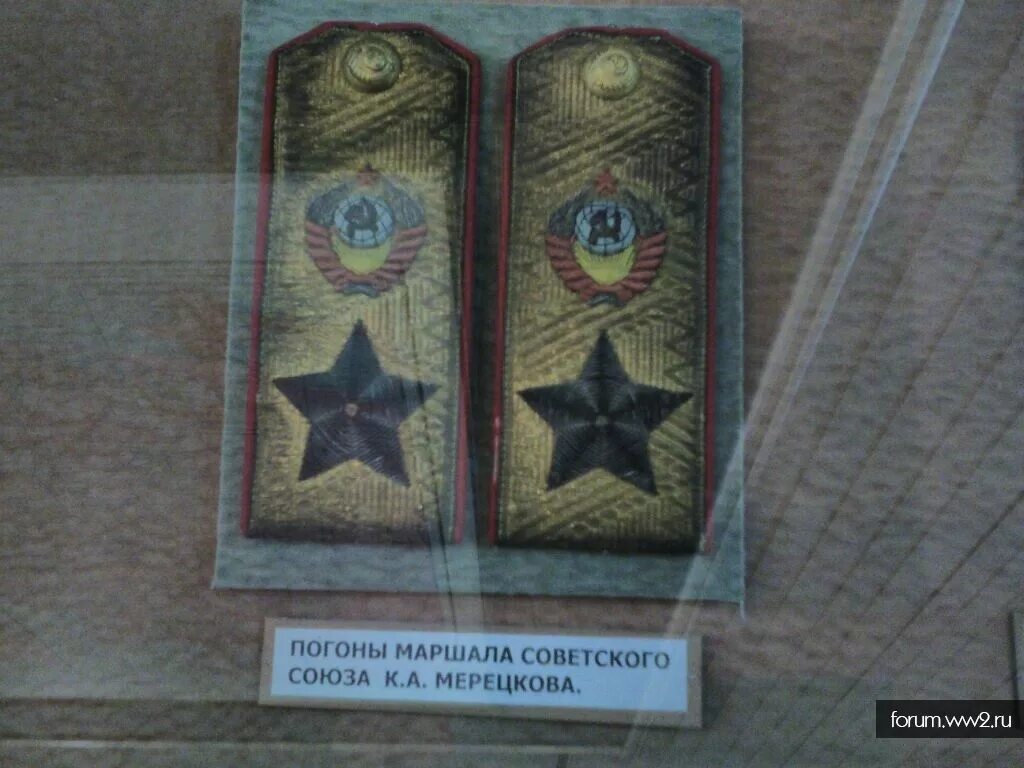 ПОГОНЫ МАРШАЛА СОВЕТСКОГО
СОЮЗА К.А. МЕРЕЦКОВА.
forum.ww2.ru